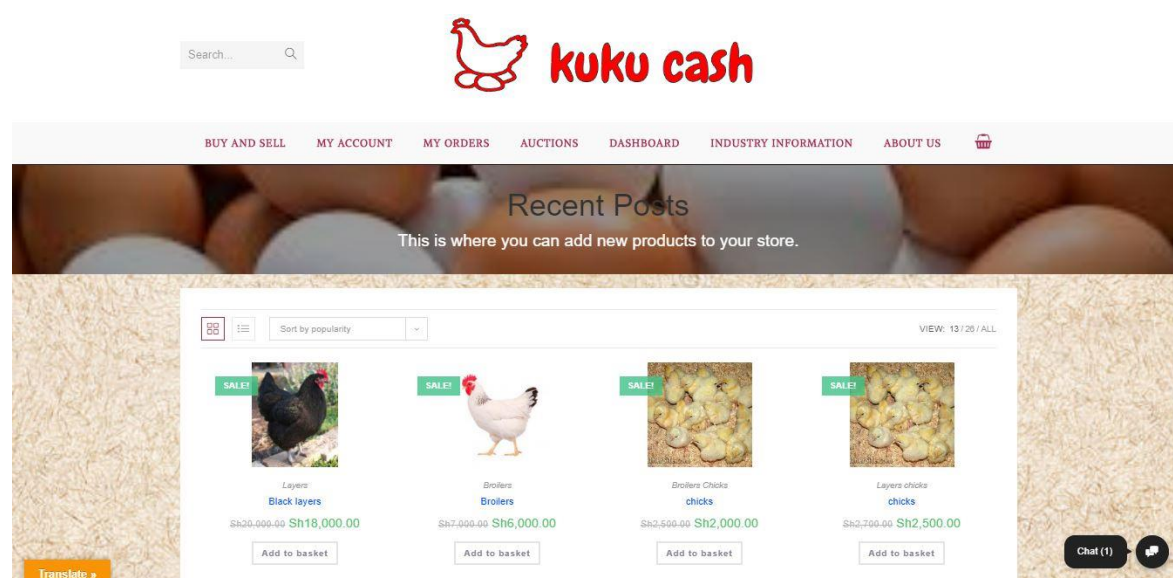 Search...
kuku cash
BUY AND SELL MY ACCOUNT MY ORDERS AUCTIONS DASHBOARD INDUSTRY INFORMATION ABOUT US
Recent Posts
This is where you can add new products to your store.
Sort by popularity
VIEW: 13 / 26 / ALL
SALE! SALE! SALE! SALE!
Layers Broilers Broilers Chicks Layers chicks
Black layers Broilers chicks chicks
Sh20,000.00 Sh18,000.00 Sh7,000.00 Sh6,000.00 Sh2,500.00 Sh2,000.00 Sh2,700.00 Sh2,500.00
Add to basket Add to basket Add to basket Add to basket
Chat (1)
Translate »